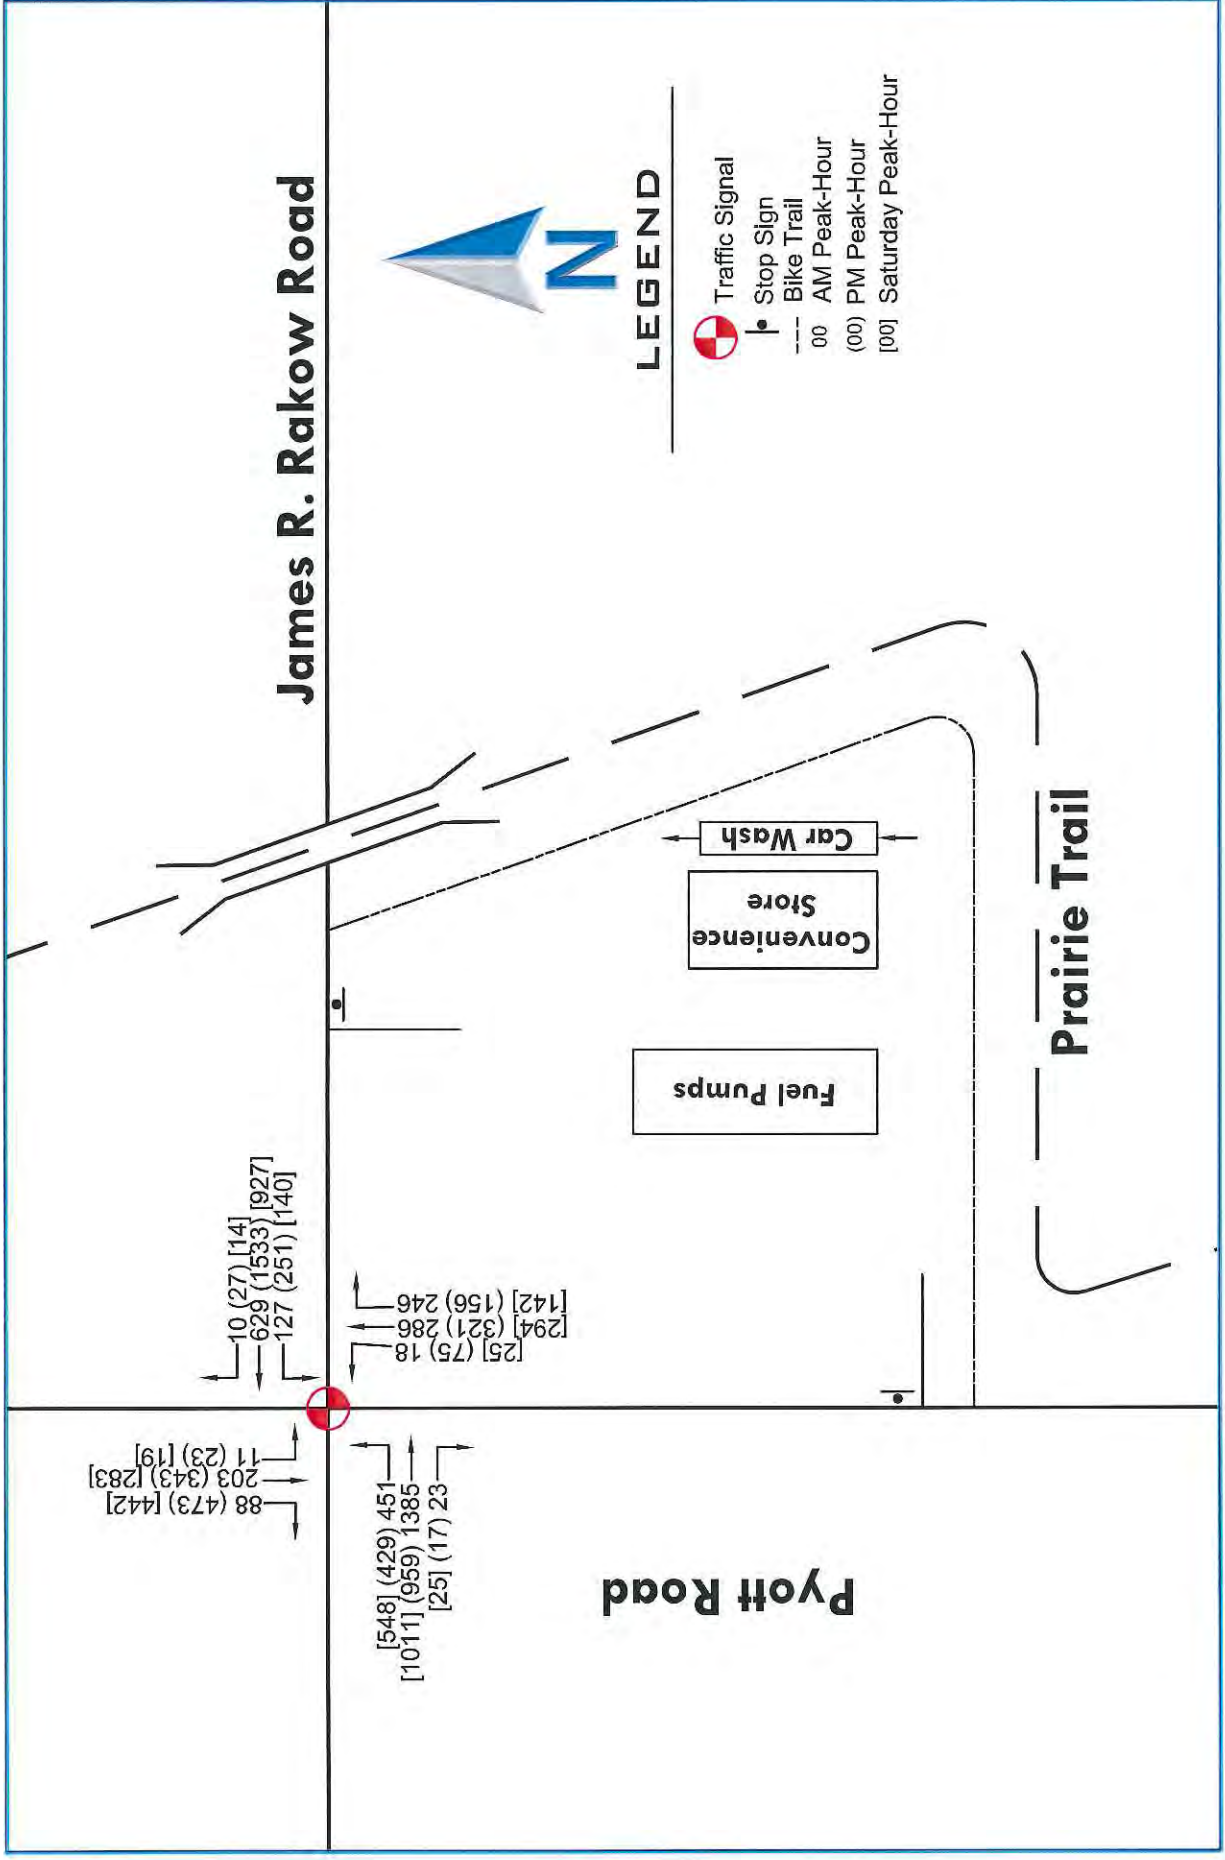 James R. Rakow Road
N
LEGEND
Traffic Signal
Stop Sign
Bike Trail
00 AM Peak-Hour
(00) PM Peak-Hour
[00] Saturday Peak-Hour
10 (27) [14]
629 (1533) [927]
127 (251) [140]
[19] (23) 11
[283] (343) 203
[442] (473) 88
[548] (429) 451
[1011] (959) 1385
[25] (17) 23
[142] (156) 246
[294] (321) 286
[25] (75) 18
Car Wash
Convenience
Store
Fuel Pumps
Prairie Trail
Pyott Road